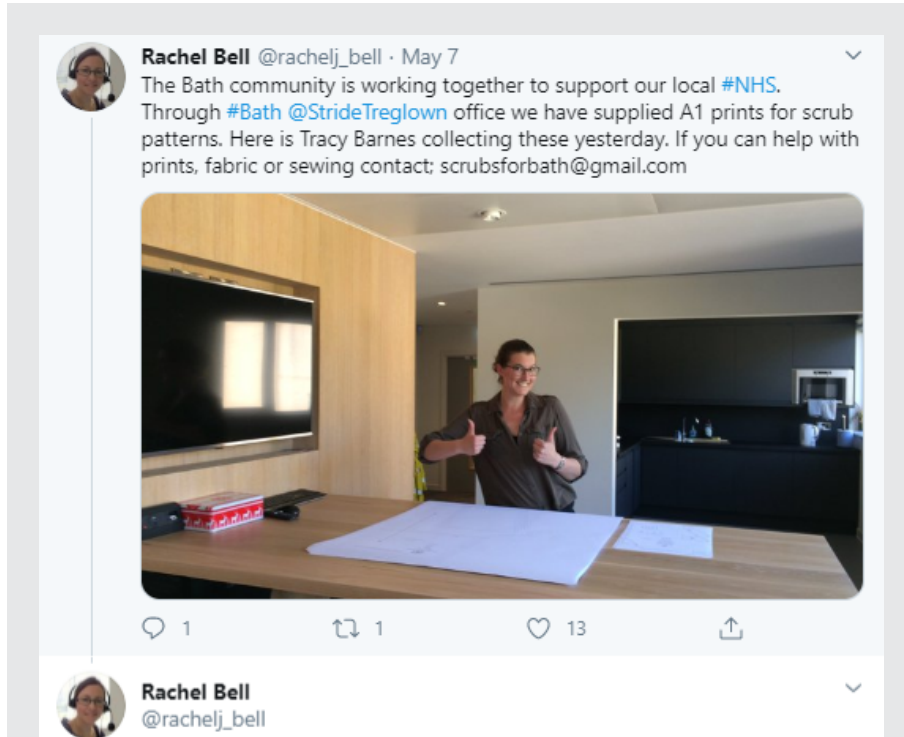 Rachel Bell @rachelj_bell · May 7
The Bath community is working together to support our local #NHS.
Through #Bath @StrideTreglown office we have supplied A1 prints for scrub
patterns. Here is Tracy Barnes collecting these yesterday. If you can help with
prints, fabric or sewing contact; scrubsforbath@gmail.com
1 1 13
Rachel Bell
@rachelj_bell